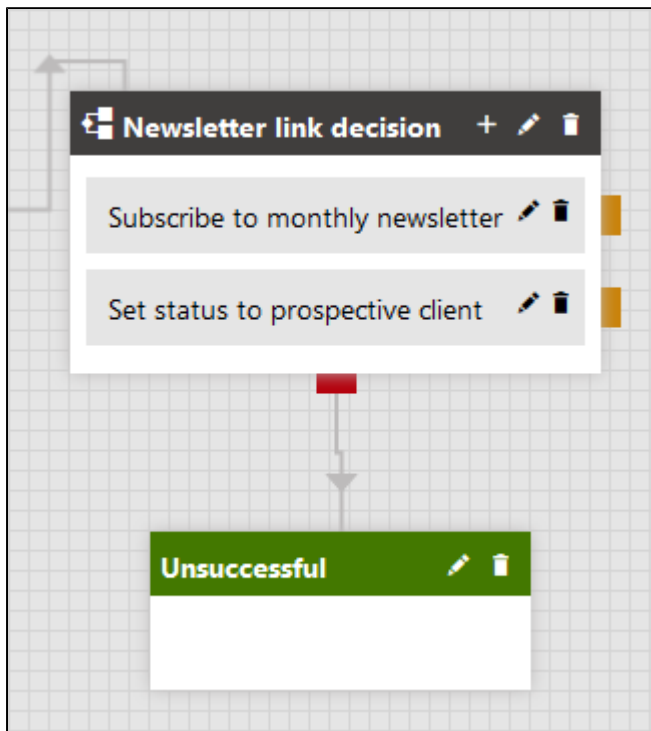 Newsletter link decision
Subscribe to monthly newsletter
Set status to prospective client
Unsuccessful